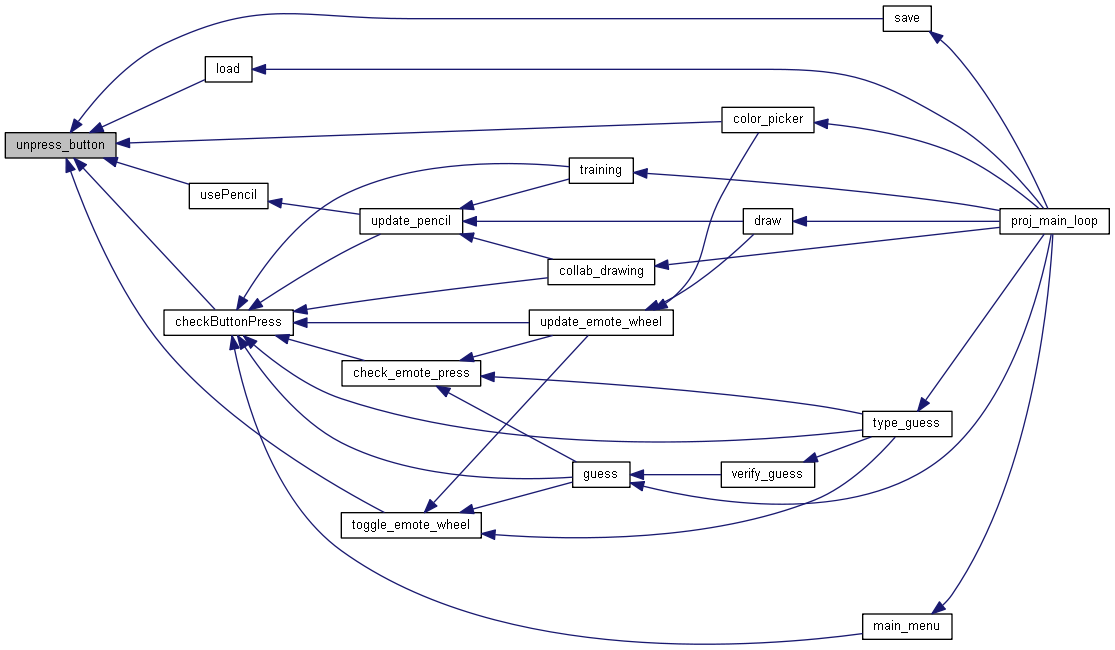 save
load
color_picker
unpress_button
training
usePencil
update_pencil
draw
proj_main_loop
collab_drawing
checkButtonPress
update_emote_wheel
check_emote_press
type_guess
guess
verify_guess
toggle_emote_wheel
main_menu